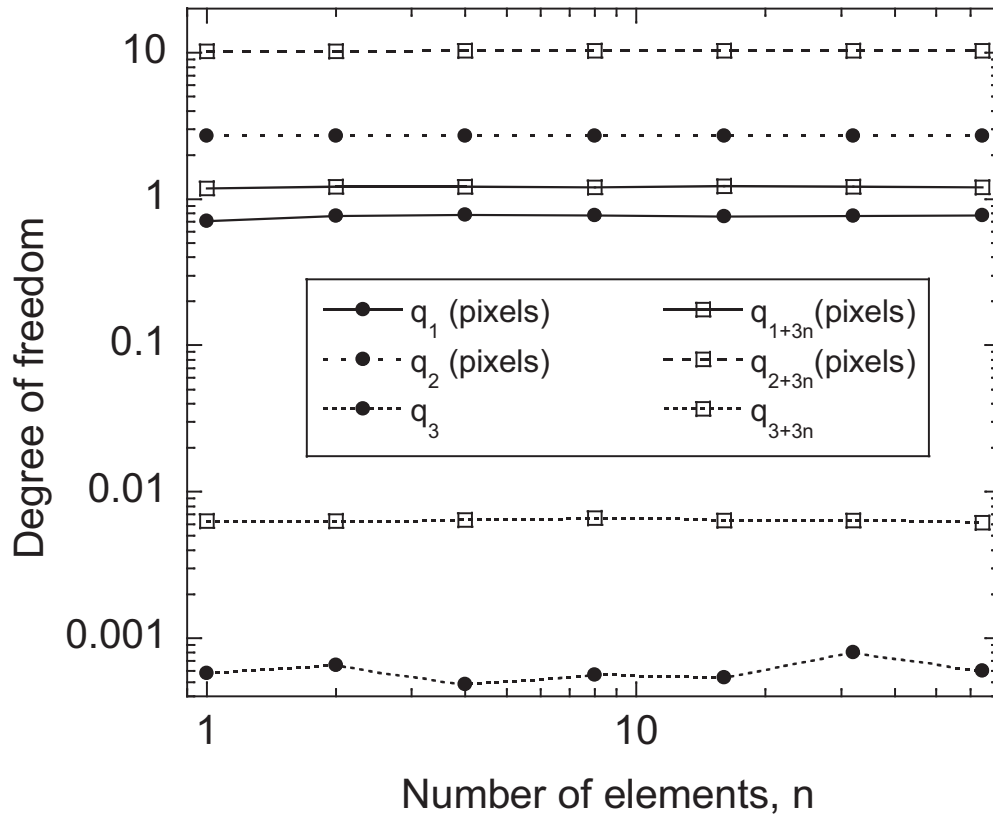 10
1
0.1
0.01
0.001
Degree of freedom
q1 (pixels)
q2 (pixels)
q3
q1+3n(pixels)
q2+3n(pixels)
q3+3n
1
10
Number of elements, n